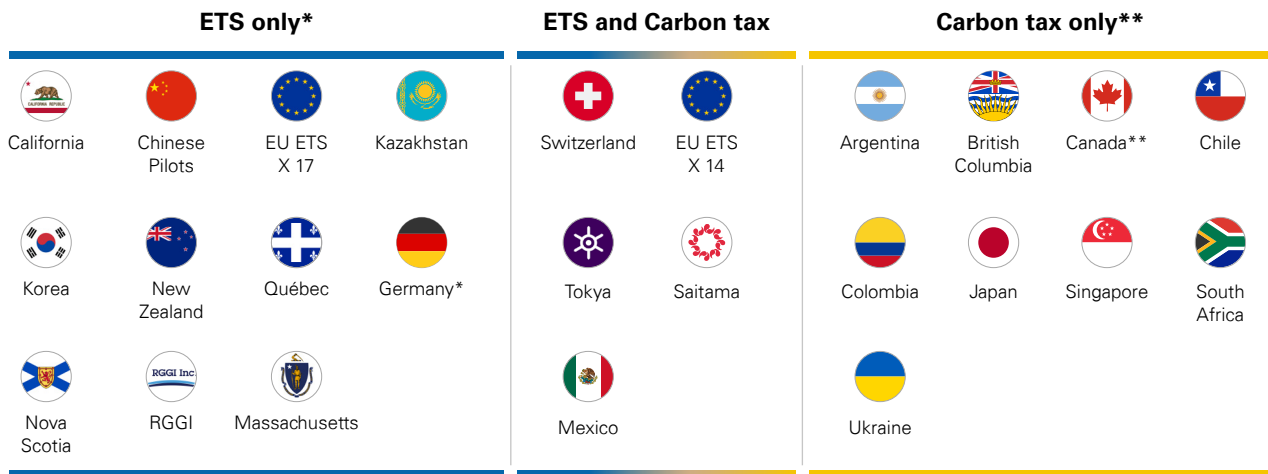 ETS only*
ETS and Carbon tax
Carbon tax only**
CALIFORNIA REPUBLIC
California
Chinese
Pilots
EU ETS
X 17
Kazakhstan
Switzerland
EU ETS
X 14
Argentina
British
Columbia
Canada**
Chile
Korea
New
Zealand
Québec
Germany*
Tokya
Saitama
Colombia
Japan
Singapore
South
Africa
Nova
Scotia
RGGI Inc
RGGI
Massachusetts
Mexico
Ukraine